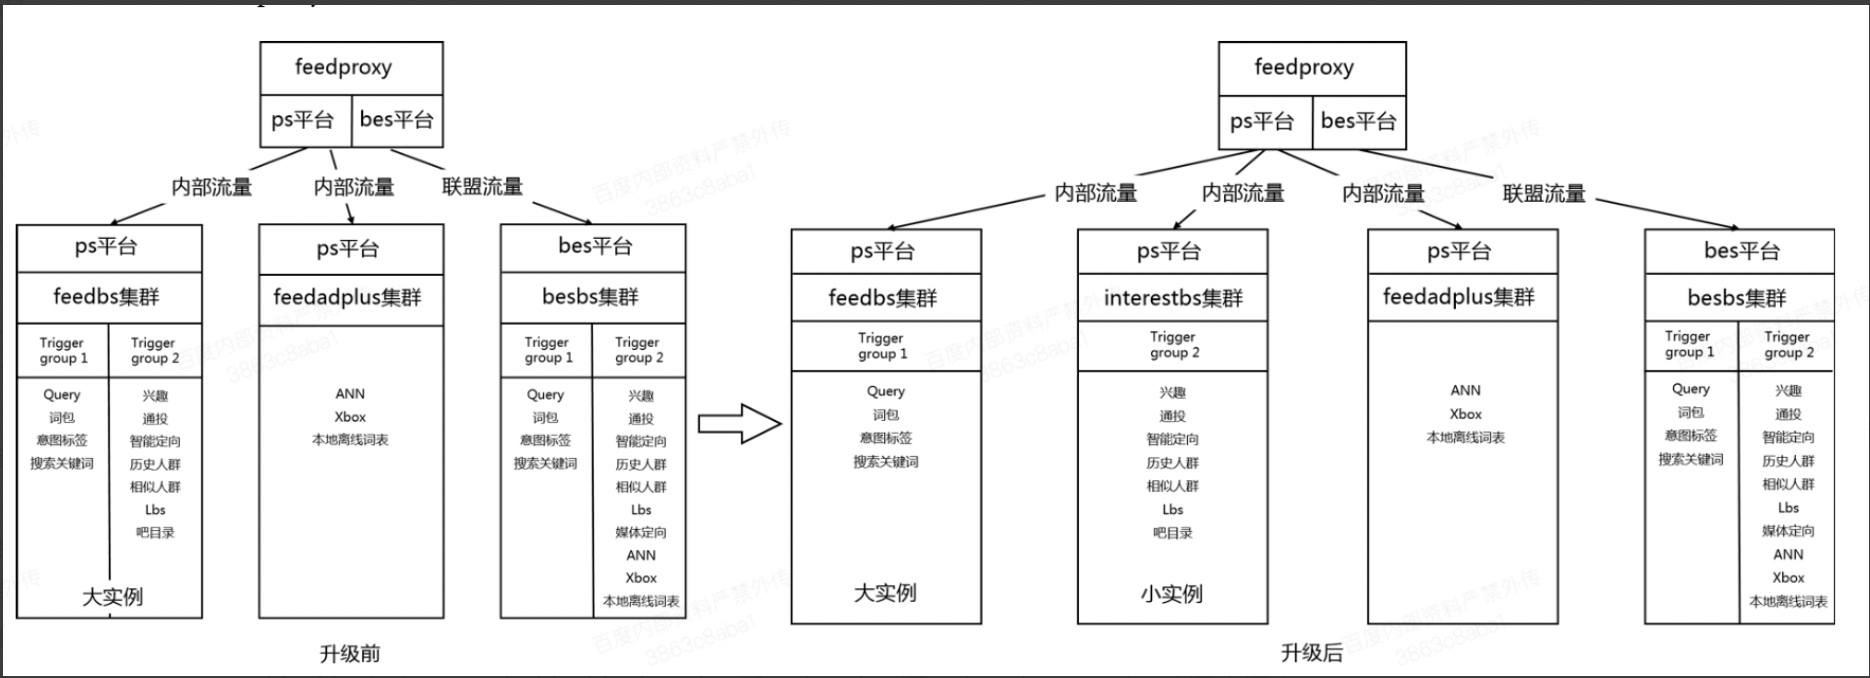 feedproxy
ps平台
bes平台
内部流量
内部流量
联盟流量
ps平台
feedbs集群
Trigger
group 1
Trigger
group 2
Query
词包
意图标签
搜索关键词
兴趣
通投
智能定向
历史人群
相似人群
Lbs
吧目录
大实例
ps平台
feedadplus集群
ANN
Xbox
本地离线词表
bes平台
besbs集群
Trigger
group 1
Trigger
group 2
Query
词包
意图标签
搜索关键词
兴趣
通投
智能定向
历史人群
相似人群
Lbs
媒体定向
ANN
Xbox
本地离线词表
升级前
feedproxy
ps平台
bes平台
内部流量
内部流量
内部流量
联盟流量
ps平台
feedbs集群
Trigger
group 1
Query
词包
意图标签
搜索关键词
大实例
ps平台
interestbs集群
Trigger
group 2
兴趣
通投
智能定向
历史人群
相似人群
Lbs
吧目录
小实例
ps平台
feedadplus集群
ANN
Xbox
本地离线词表
bes平台
besbs集群
Trigger
group 1
Trigger
group 2
Query
词包
意图标签
搜索关键词
兴趣
通投
智能定向
历史人群
相似人群
Lbs
媒体定向
ANN
Xbox
本地离线词表
升级后
百度内部资料严禁外传
3863c8aba1